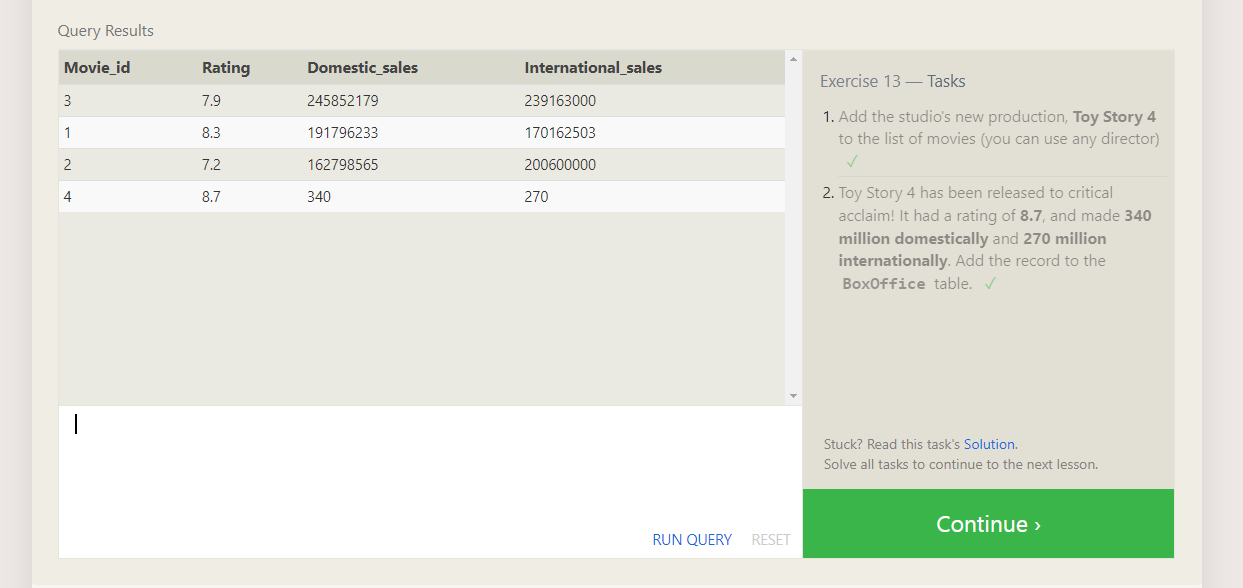 Query Results
Movie_id Rating Domestic_sales International_sales
3 7.9 245852179 239163000
1 8.3 191796233 170162503
2 7.2 162798565 200600000
4 8.7 340 270
RUN QUERY RESET
Exercise 13 — Tasks
1. Add the studio's new production, Toy Story 4
to the list of movies (you can use any director)
✓
2. Toy Story 4 has been released to critical
acclaim! It had a rating of 8.7, and made 340
million domestically and 270 million
internationally. Add the record to the
BoxOffice table. ✓
Stuck? Read this task's Solution.
Solve all tasks to continue to the next lesson.
Continue ›